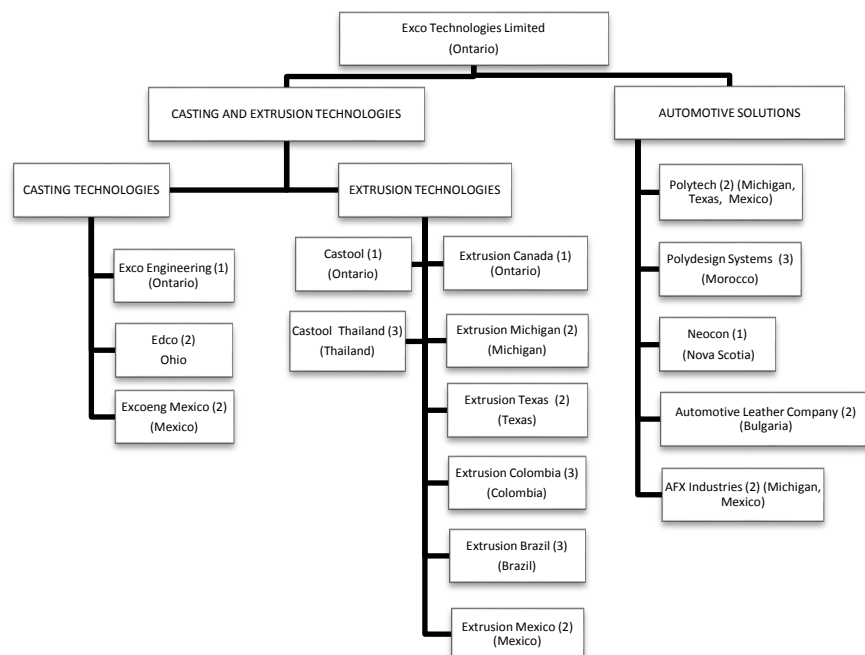 Exco Technologies Limited
(Ontario)
CASTING AND EXTRUSION TECHNOLOGIES
AUTOMOTIVE SOLUTIONS
CASTING TECHNOLOGIES
EXTRUSION TECHNOLOGIES
Exco Engineering (1)
(Ontario)
Edco (2)
Ohio
Excoeng Mexico (2)
(Mexico)
Castool (1)
(Ontario)
Castool Thailand (3)
(Thailand)
Extrusion Canada (1)
(Ontario)
Extrusion Michigan (2)
(Michigan)
Extrusion Texas (2)
(Texas)
Extrusion Colombia (3)
(Colombia)
Extrusion Brazil (3)
(Brazil)
Extrusion Mexico (2)
(Mexico)
Polytech (2) (Michigan,
Texas, Mexico)
Polydesign Systems (3)
(Morocco)
Neocon (1)
(Nova Scotia)
Automotive Leather Company (2)
(Bulgaria)
AFX Industries (2) (Michigan,
Mexico)